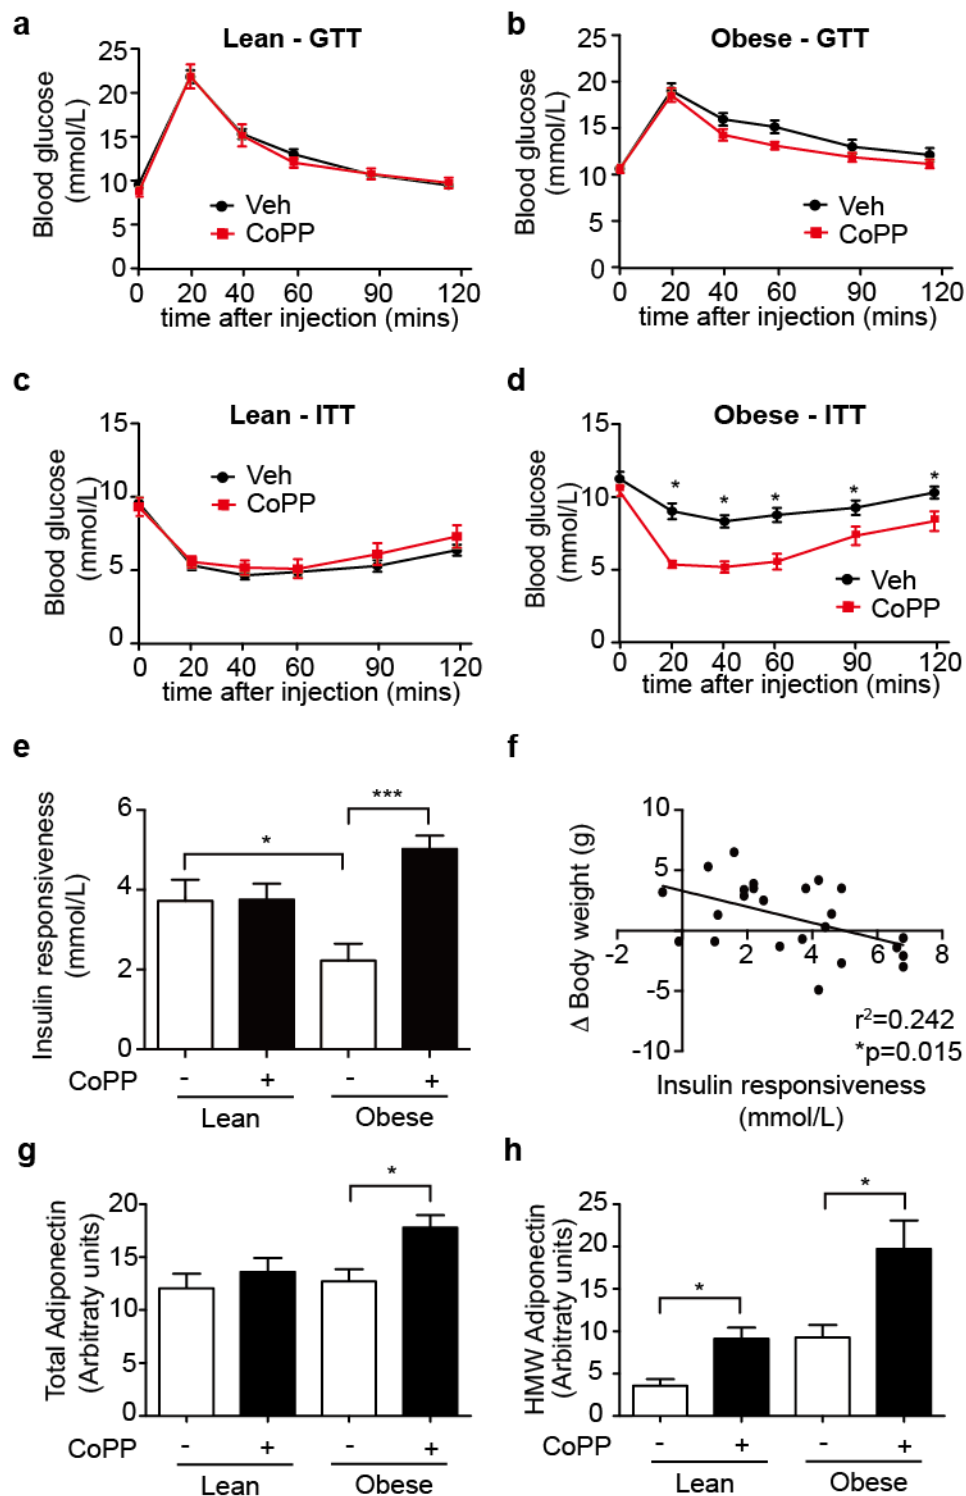 a
Lean - GTT
25
20
15
10
5
0
Blood glucose
(mmol/L)
Veh
CoPP
0 20 40 60 90 120
time after injection (mins)
b
Obese - GTT
25
20
15
10
5
0
Blood glucose
(mmol/L)
Veh
CoPP
0 20 40 60 90 120
time after injection (mins)
c
Lean - ITT
15
10
5
0
Blood glucose
(mmol/L)
Veh
CoPP
0 20 40 60 90 120
time after injection (mins)
d
Obese - ITT
15
10
5
0
Blood glucose
(mmol/L)
* * * * *
Veh
CoPP
0 20 40 60 90 120
time after injection (mins)
e
6
4
2
0
Insulin responsiveness
(mmol/L)
*
***
CoPP - + - +
Lean Obese
f
10
5
-5
-10
Δ Body weight (g)
-2 2 4 6 8
r²=0.242
*p=0.015
Insulin responsiveness
(mmol/L)
g
20
15
10
5
0
Total Adiponectin
(Arbitraty units)
*
CoPP - + - +
Lean Obese
h
25
20
15
10
5
0
HMW Adiponectin
(Arbitraty units)
*
*
CoPP - + - +
Lean Obese